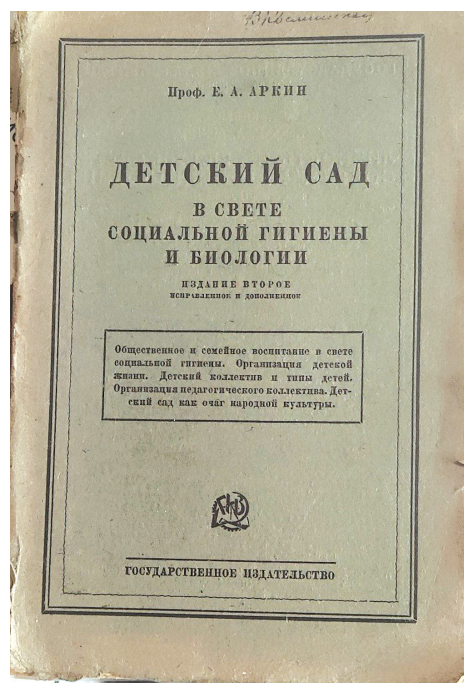 Проф. Е. А. АРКИН
ДЕТСКИЙ САД
В СВЕТЕ
СОЦИАЛЬНОЙ ГИГИЕНЫ
И БИОЛОГИИ
ИЗДАНИЕ ВТОРОЕ
ИСПРАВЛЕННОЕ И ДОПОЛНЕННОЕ
Общественное и семейное воспитание в свете
социальной гигиены. Организация детской
жизни. Детский коллектив и типы детей.
Организация педагогического коллектива. Дет-
ский сад как очаг народной культуры.
ГОСУДАРСТВЕННОЕ ИЗДАТЕЛЬСТВО